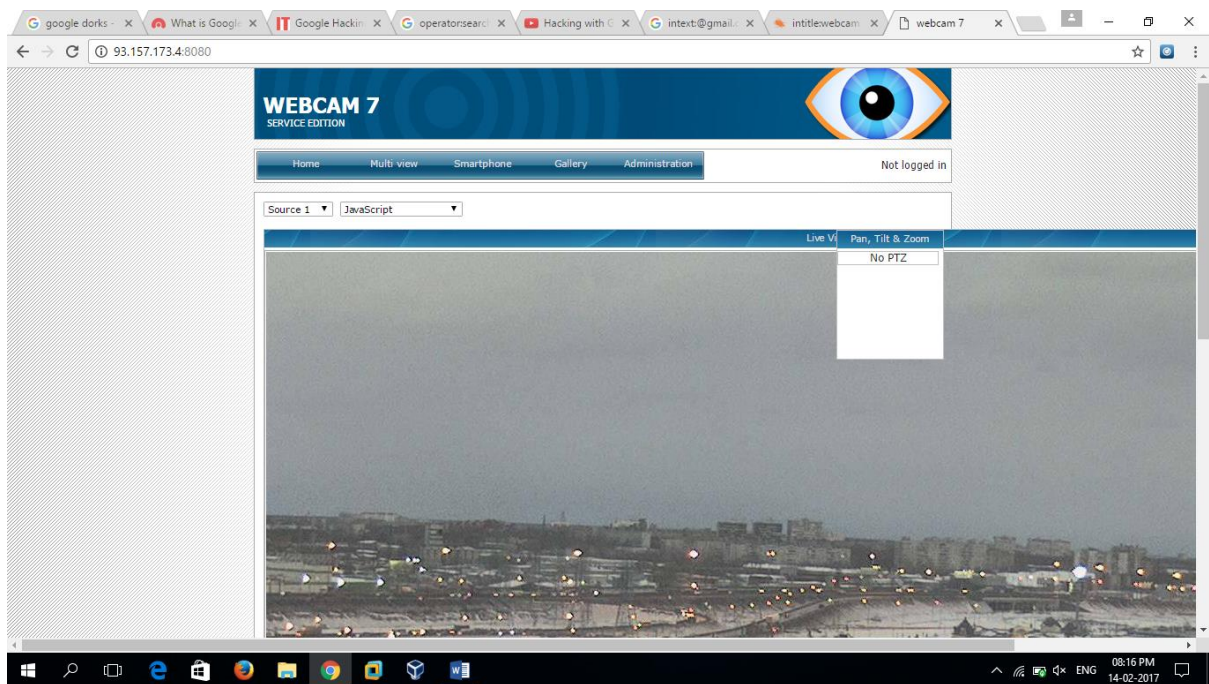 google dorks -
What is Google
Google Hackin
operator:searc
Hacking with G
intext:@gmail.c
intitle:webcam
webcam 7
93.157.173.4:8080
WEBCAM 7
SERVICE EDITION
Home Multi view Smartphone Gallery Administration
Not logged in
Source 1 JavaScript
Live Vi
Pan, Tilt & Zoom
No PTZ
ENG
08:16 PM
14-02-2017